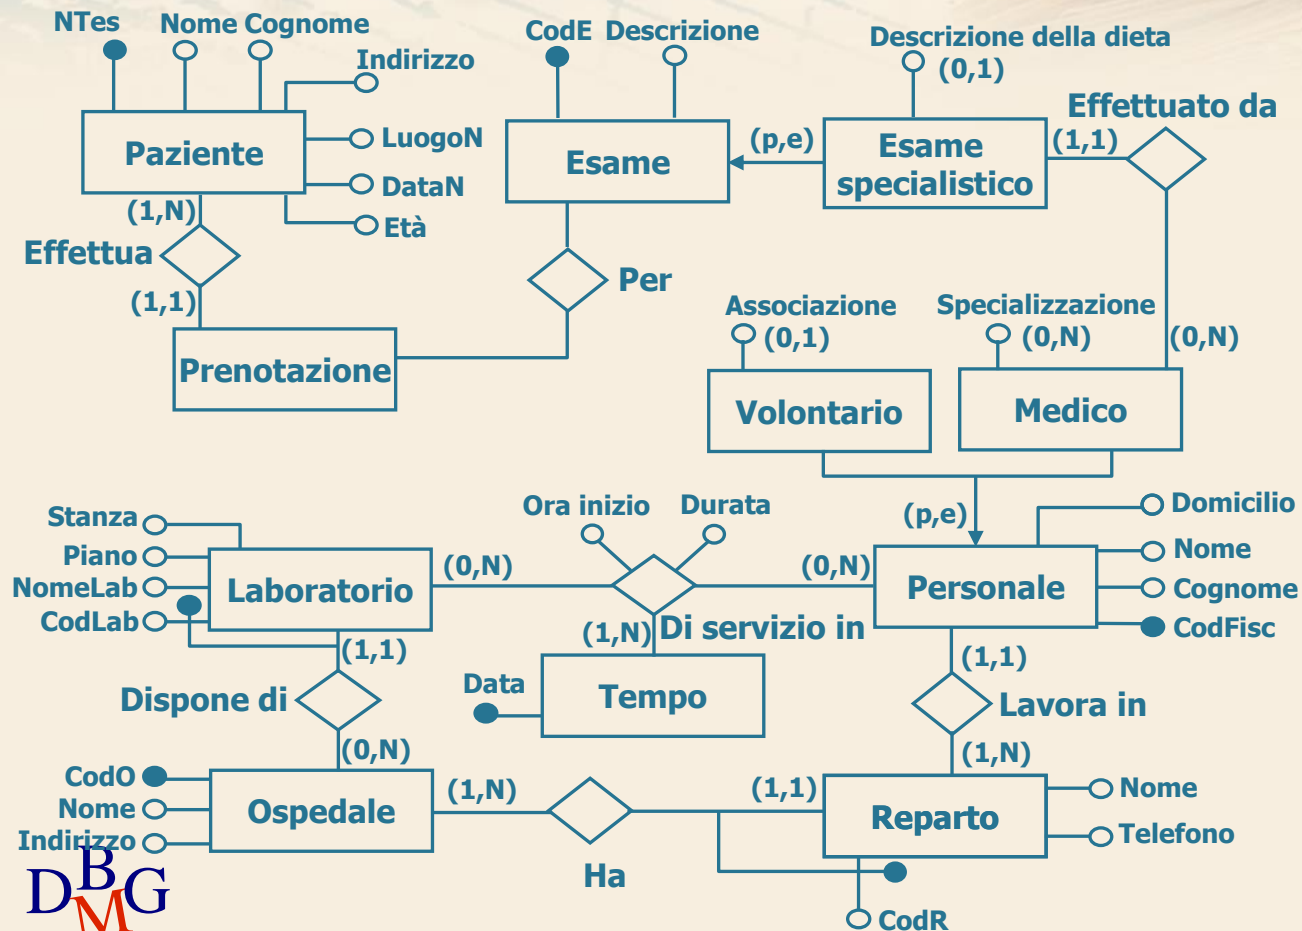 NTes
Nome Cognome
Indirizzo
LuogoN
DataN
Età
Paziente
(1,N)
Effettua
(1,1)
Prenotazione
CodE Descrizione
Esame
Per
(p,e)
Descrizione della dieta
(0,1)
Esame
specialistico
(1,1)
Effettuato da
(0,N)
Associazione
(0,1)
Volontario
Specializzazione
(0,N)
Medico
(p,e)
Domicilio
Nome
Cognome
CodFisc
Personale
Stanza
Piano
NomeLab
CodLab
Laboratorio
(0,N)
Ora inizio
Durata
(0,N)
Di servizio in
(1,N)
Data
Tempo
(1,1)
Dispone di
(0,N)
(1,1)
Lavora in
(1,N)
CodO
Nome
Indirizzo
Ospedale
(1,N)
Ha
(1,1)
Reparto
Nome
Telefono
CodR
DBMG